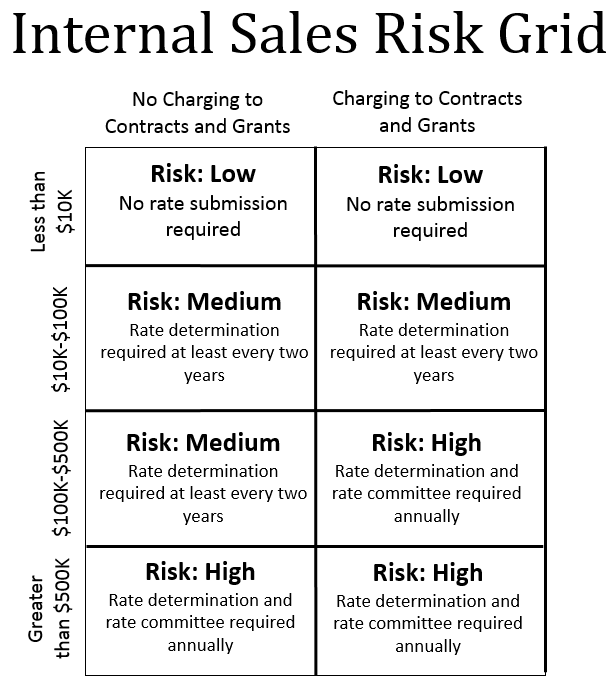 Internal Sales Risk Grid
No Charging to
Contracts and Grants
Charging to Contracts
and Grants
Less than
$10K
Risk: Low
No rate submission
required
Risk: Low
No rate submission
required
$10K-$100K
Risk: Medium
Rate determination
required at least every two
years
Risk: Medium
Rate determination
required at least every two
years
$100K-$500K
Risk: Medium
Rate determination
required at least every two
years
Risk: High
Rate determination and
rate committee required
annually
Greater
than $500K
Risk: High
Rate determination and
rate committee required
annually
Risk: High
Rate determination and
rate committee required
annually